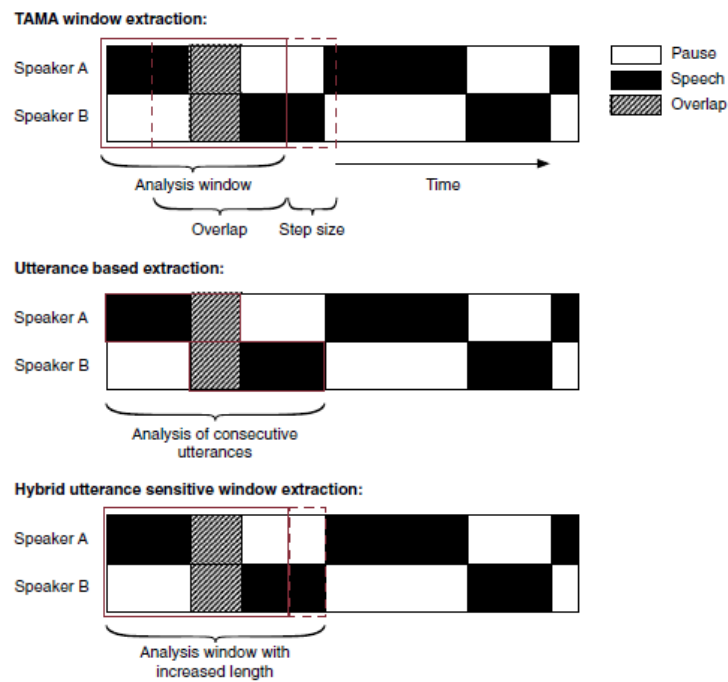 TAMA window extraction:
Speaker A
Speaker B
Pause
Speech
Overlap
Analysis window
Time
Overlap
Step size
Utterance based extraction:
Speaker A
Speaker B
Analysis of consecutive
utterances
Hybrid utterance sensitive window extraction:
Speaker A
Speaker B
Analysis window with
increased length